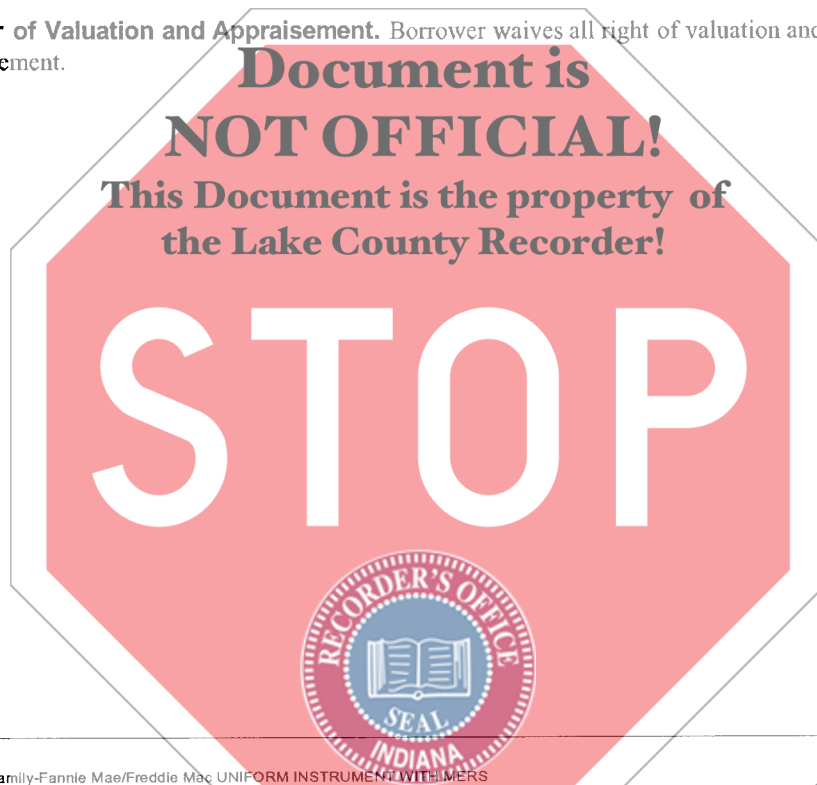 r of Valuation and Appraisement. Borrower waives all right of valuation and
ement.
Document is
NOT OFFICIAL!
This Document is the property of
the Lake County Recorder!
STOP
RECORDER'S OFFICE
SEAL
INDIANA
amily-Fannie Mae/Freddie Mac UNIFORM INSTRUMENT WITH MERS